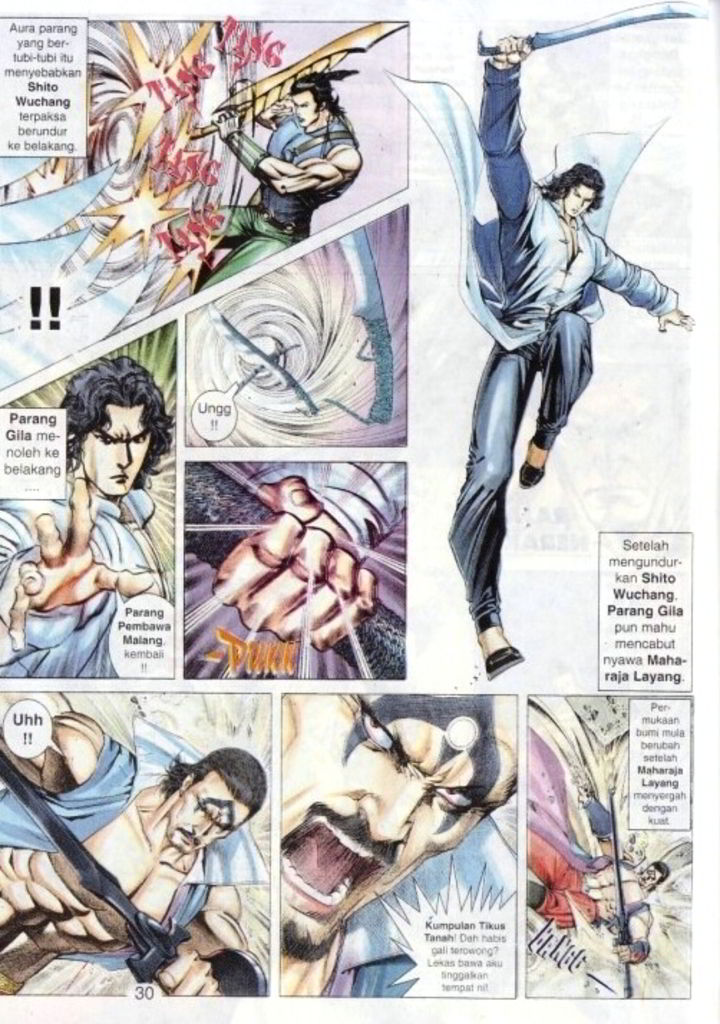 Aura parang
yang ber-
tubi-tubi itu
menyebabkan
Shito
Wuchang
terpaksa
berundur
ke belakang.
TANG
TANG
TANG
TANG
!!
Ungg
!!
Parang
Gila me-
noleh ke
belakang
....
Parang
Pembawa
Malang,
kembali
!!
Setelah
mengundur-
kan Shito
Wuchang,
Parang Gila
pun mahu
mencabut
nyawa Maha-
raja Layang.
Uhh
!!
Kumpulan Tikus
Tanah! Dah habis
gali terowong?
Lekas bawa aku
tinggalkan
tempat ni!
Per-
mukaan
bumi mula
berubah
setelah
Maharaja
Layang
menyergah
dengan
kuat.
30